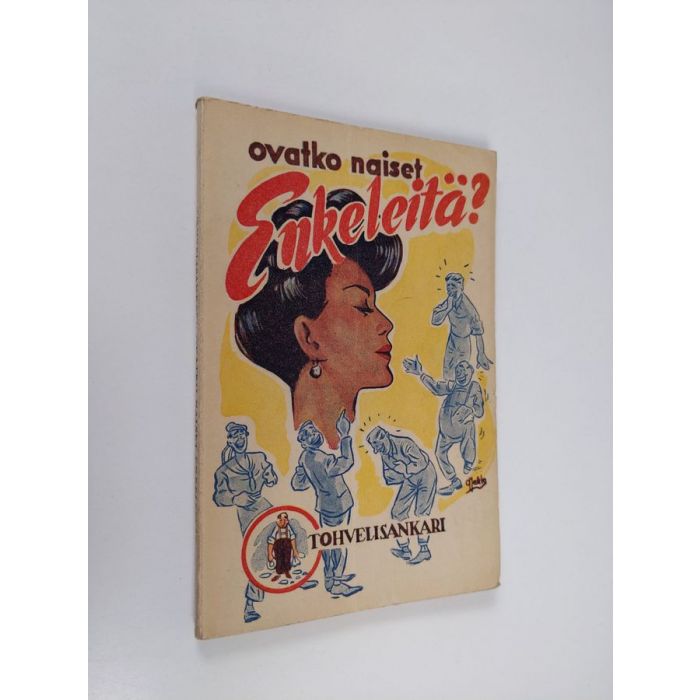 ovatko naiset
Enkeleitä?
TOHVELISANKARI